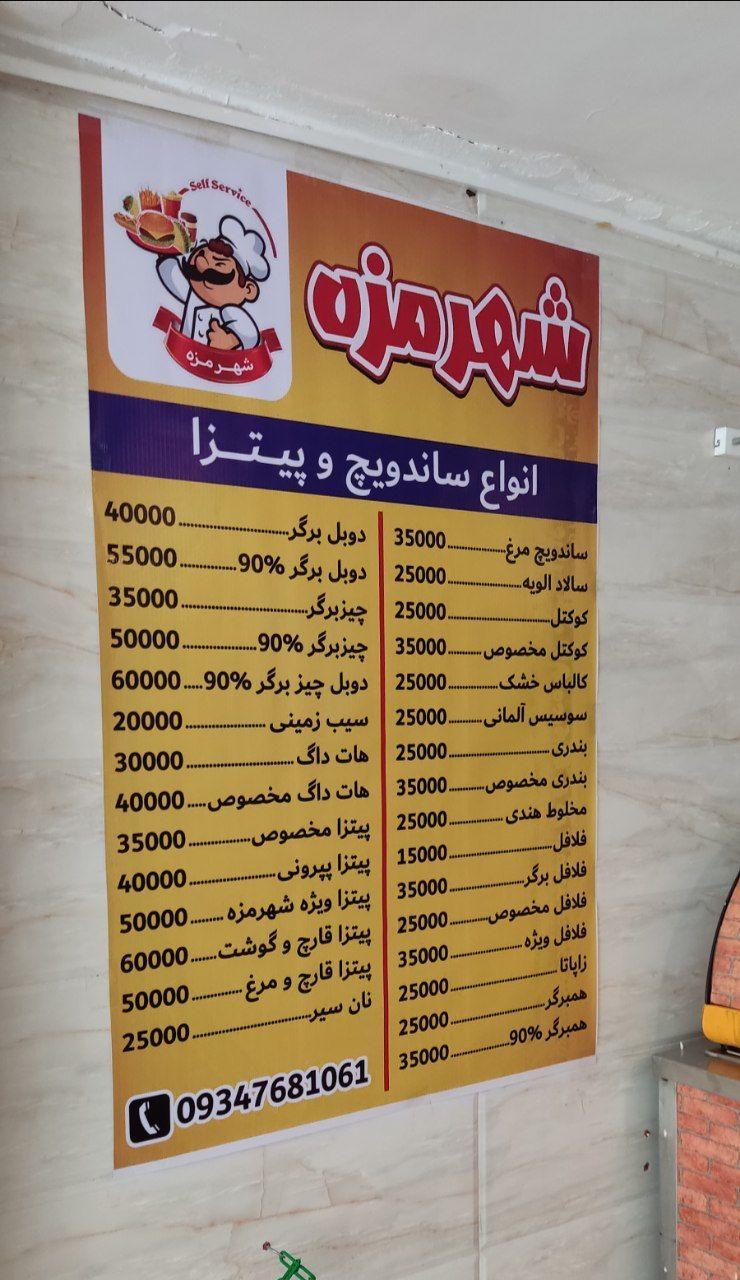 Self Service
شهر مزه
شهر مزه
انواع ساندویچ و پیتزا
ساندویچ مرغ 35000
سالاد الویه 25000
کوکتل 25000
کوکتل مخصوص 35000
کالباس خشک 25000
سوسیس آلمانی 25000
بندری 25000
بندری مخصوص 35000
مخلوط هندی 25000
فلافل 15000
فلافل برگر 35000
فلافل مخصوص 25000
فلافل ویژه 35000
زاپاتا 25000
همبرگر 25000
همبرگر 90% 35000
دوبل برگر 40000
دوبل برگر 90% 55000
چیزبرگر 35000
چیزبرگر 90% 50000
دوبل چیز برگر 90% 60000
سیب زمینی 20000
هات داگ 30000
هات داگ مخصوص 40000
پیتزا مخصوص 35000
پیتزا پپرونی 40000
پیتزا ویژه شهرمزه 50000
پیتزا قارچ و گوشت 60000
پیتزا قارچ و مرغ 50000
نان سیر 25000
09347681061